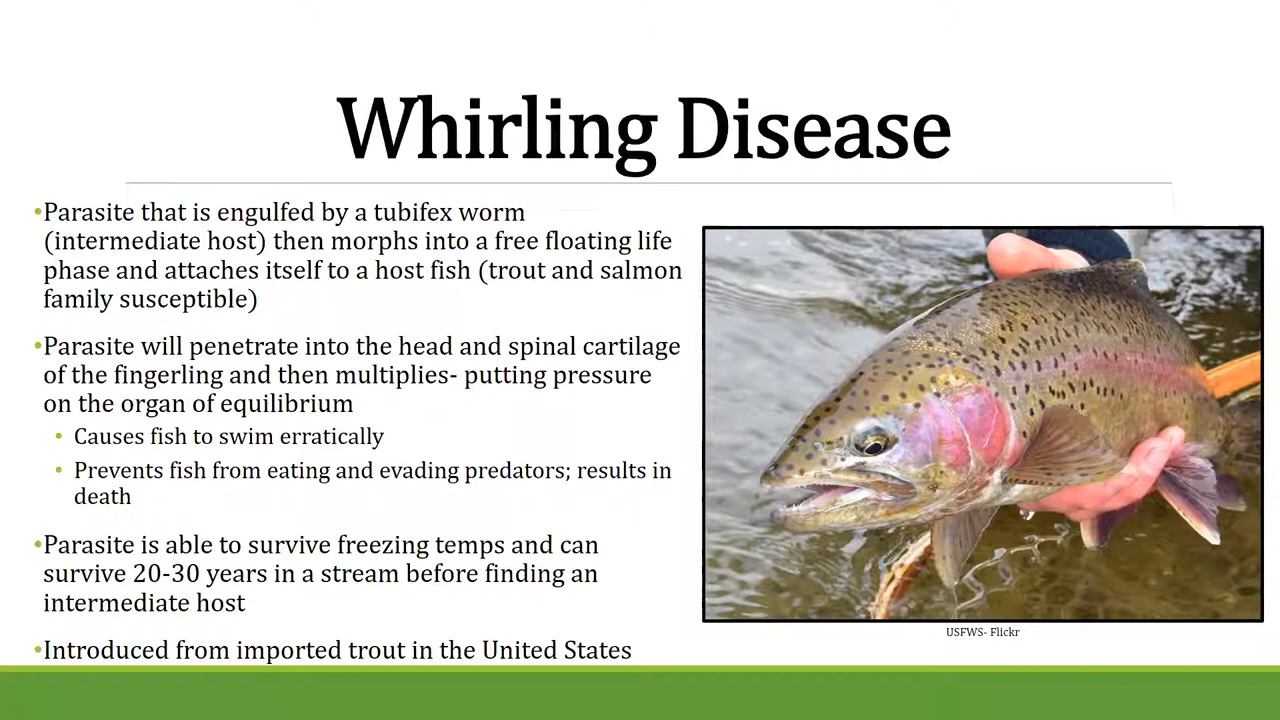 Whirling Disease
•Parasite that is engulfed by a tubifex worm
(intermediate host) then morphs into a free floating life
phase and attaches itself to a host fish (trout and salmon
family susceptible)
•Parasite will penetrate into the head and spinal cartilage
of the fingerling and then multiplies- putting pressure
on the organ of equilibrium
• Causes fish to swim erratically
• Prevents fish from eating and evading predators; results in
death
•Parasite is able to survive freezing temps and can
survive 20-30 years in a stream before finding an
intermediate host
•Introduced from imported trout in the United States
USFWS- Flickr